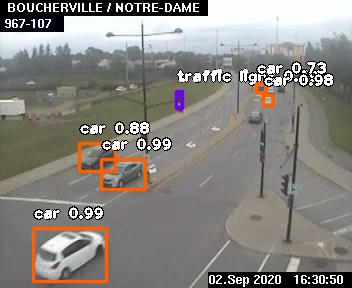 BOUCHERVILLE / NOTRE-DAME
967-107
car 0.73
traffic lig
car 0.98
car 0.88
car 0.99
car 0.99
02.Sep 2020 16:30:50